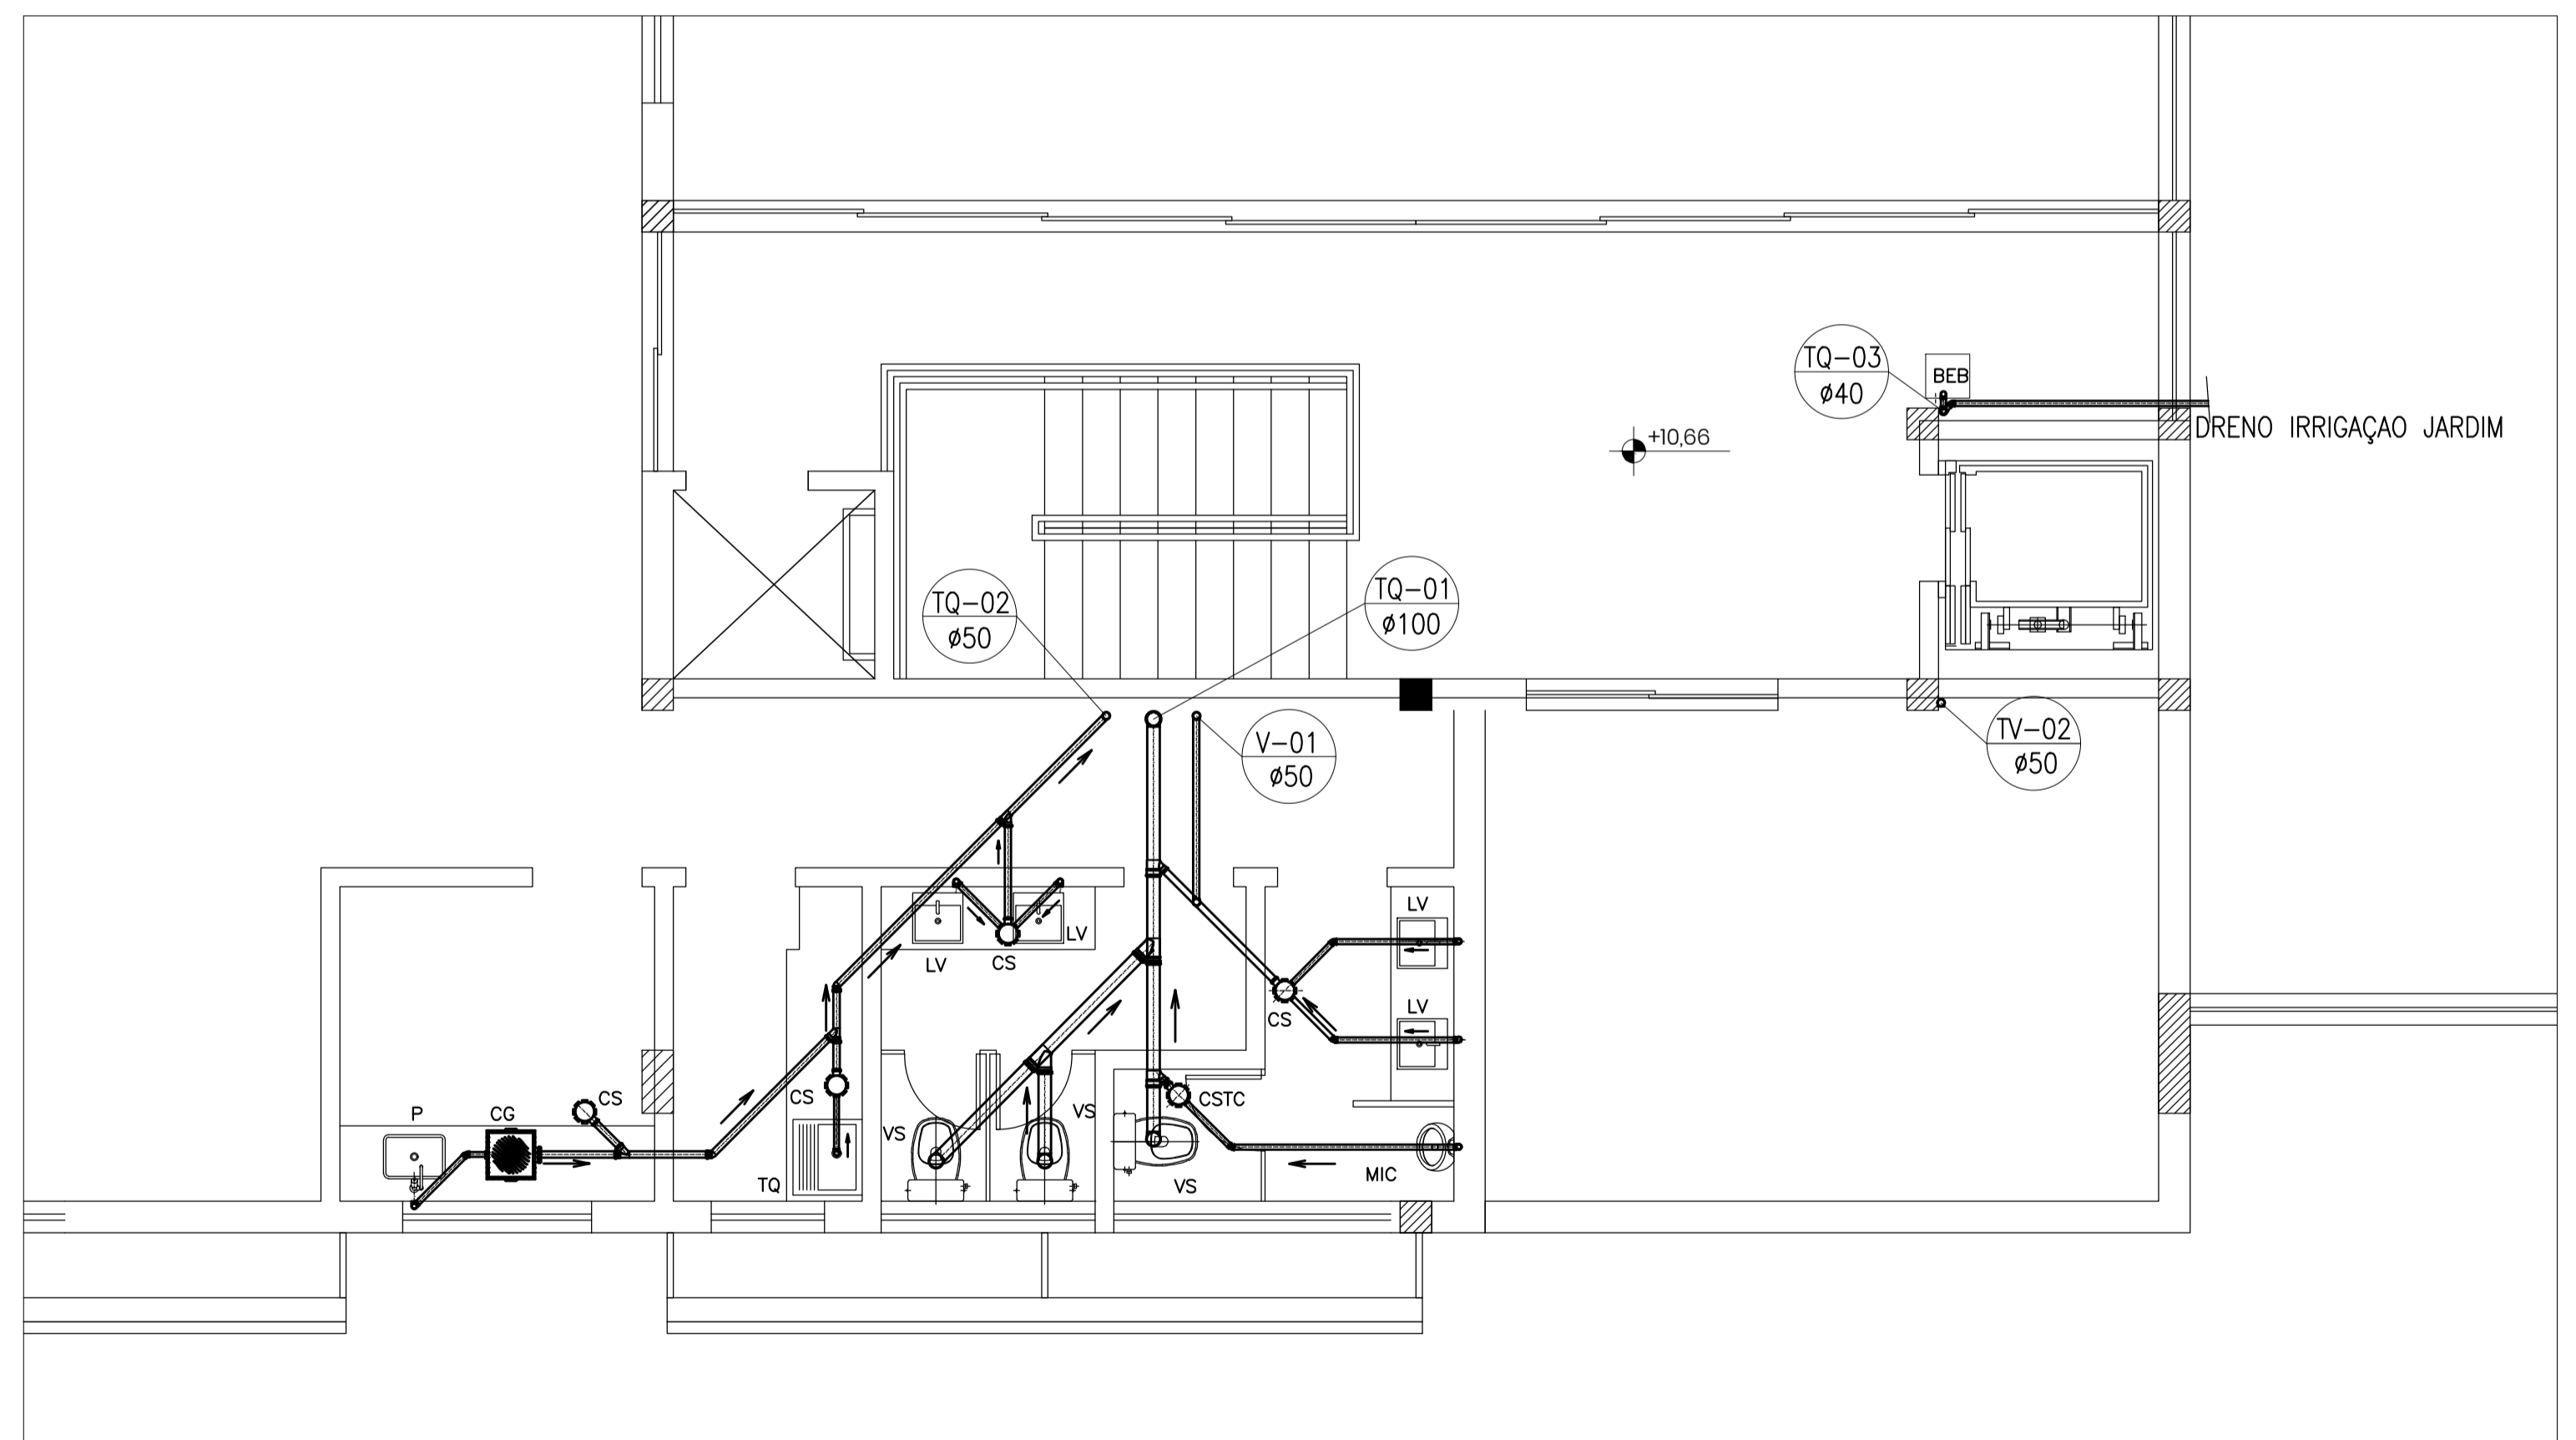 TQ-03
ø40
BEB
DRENO IRRIGAÇAO JARDIM
+10,66
TQ-02
ø50
TQ-01
ø100
V-01
ø50
TV-02
ø50
LV
CS
LV
LV
LV
CS
P
CG
CS
CS
TQ
VS
VS
CSTC
VS
MIC